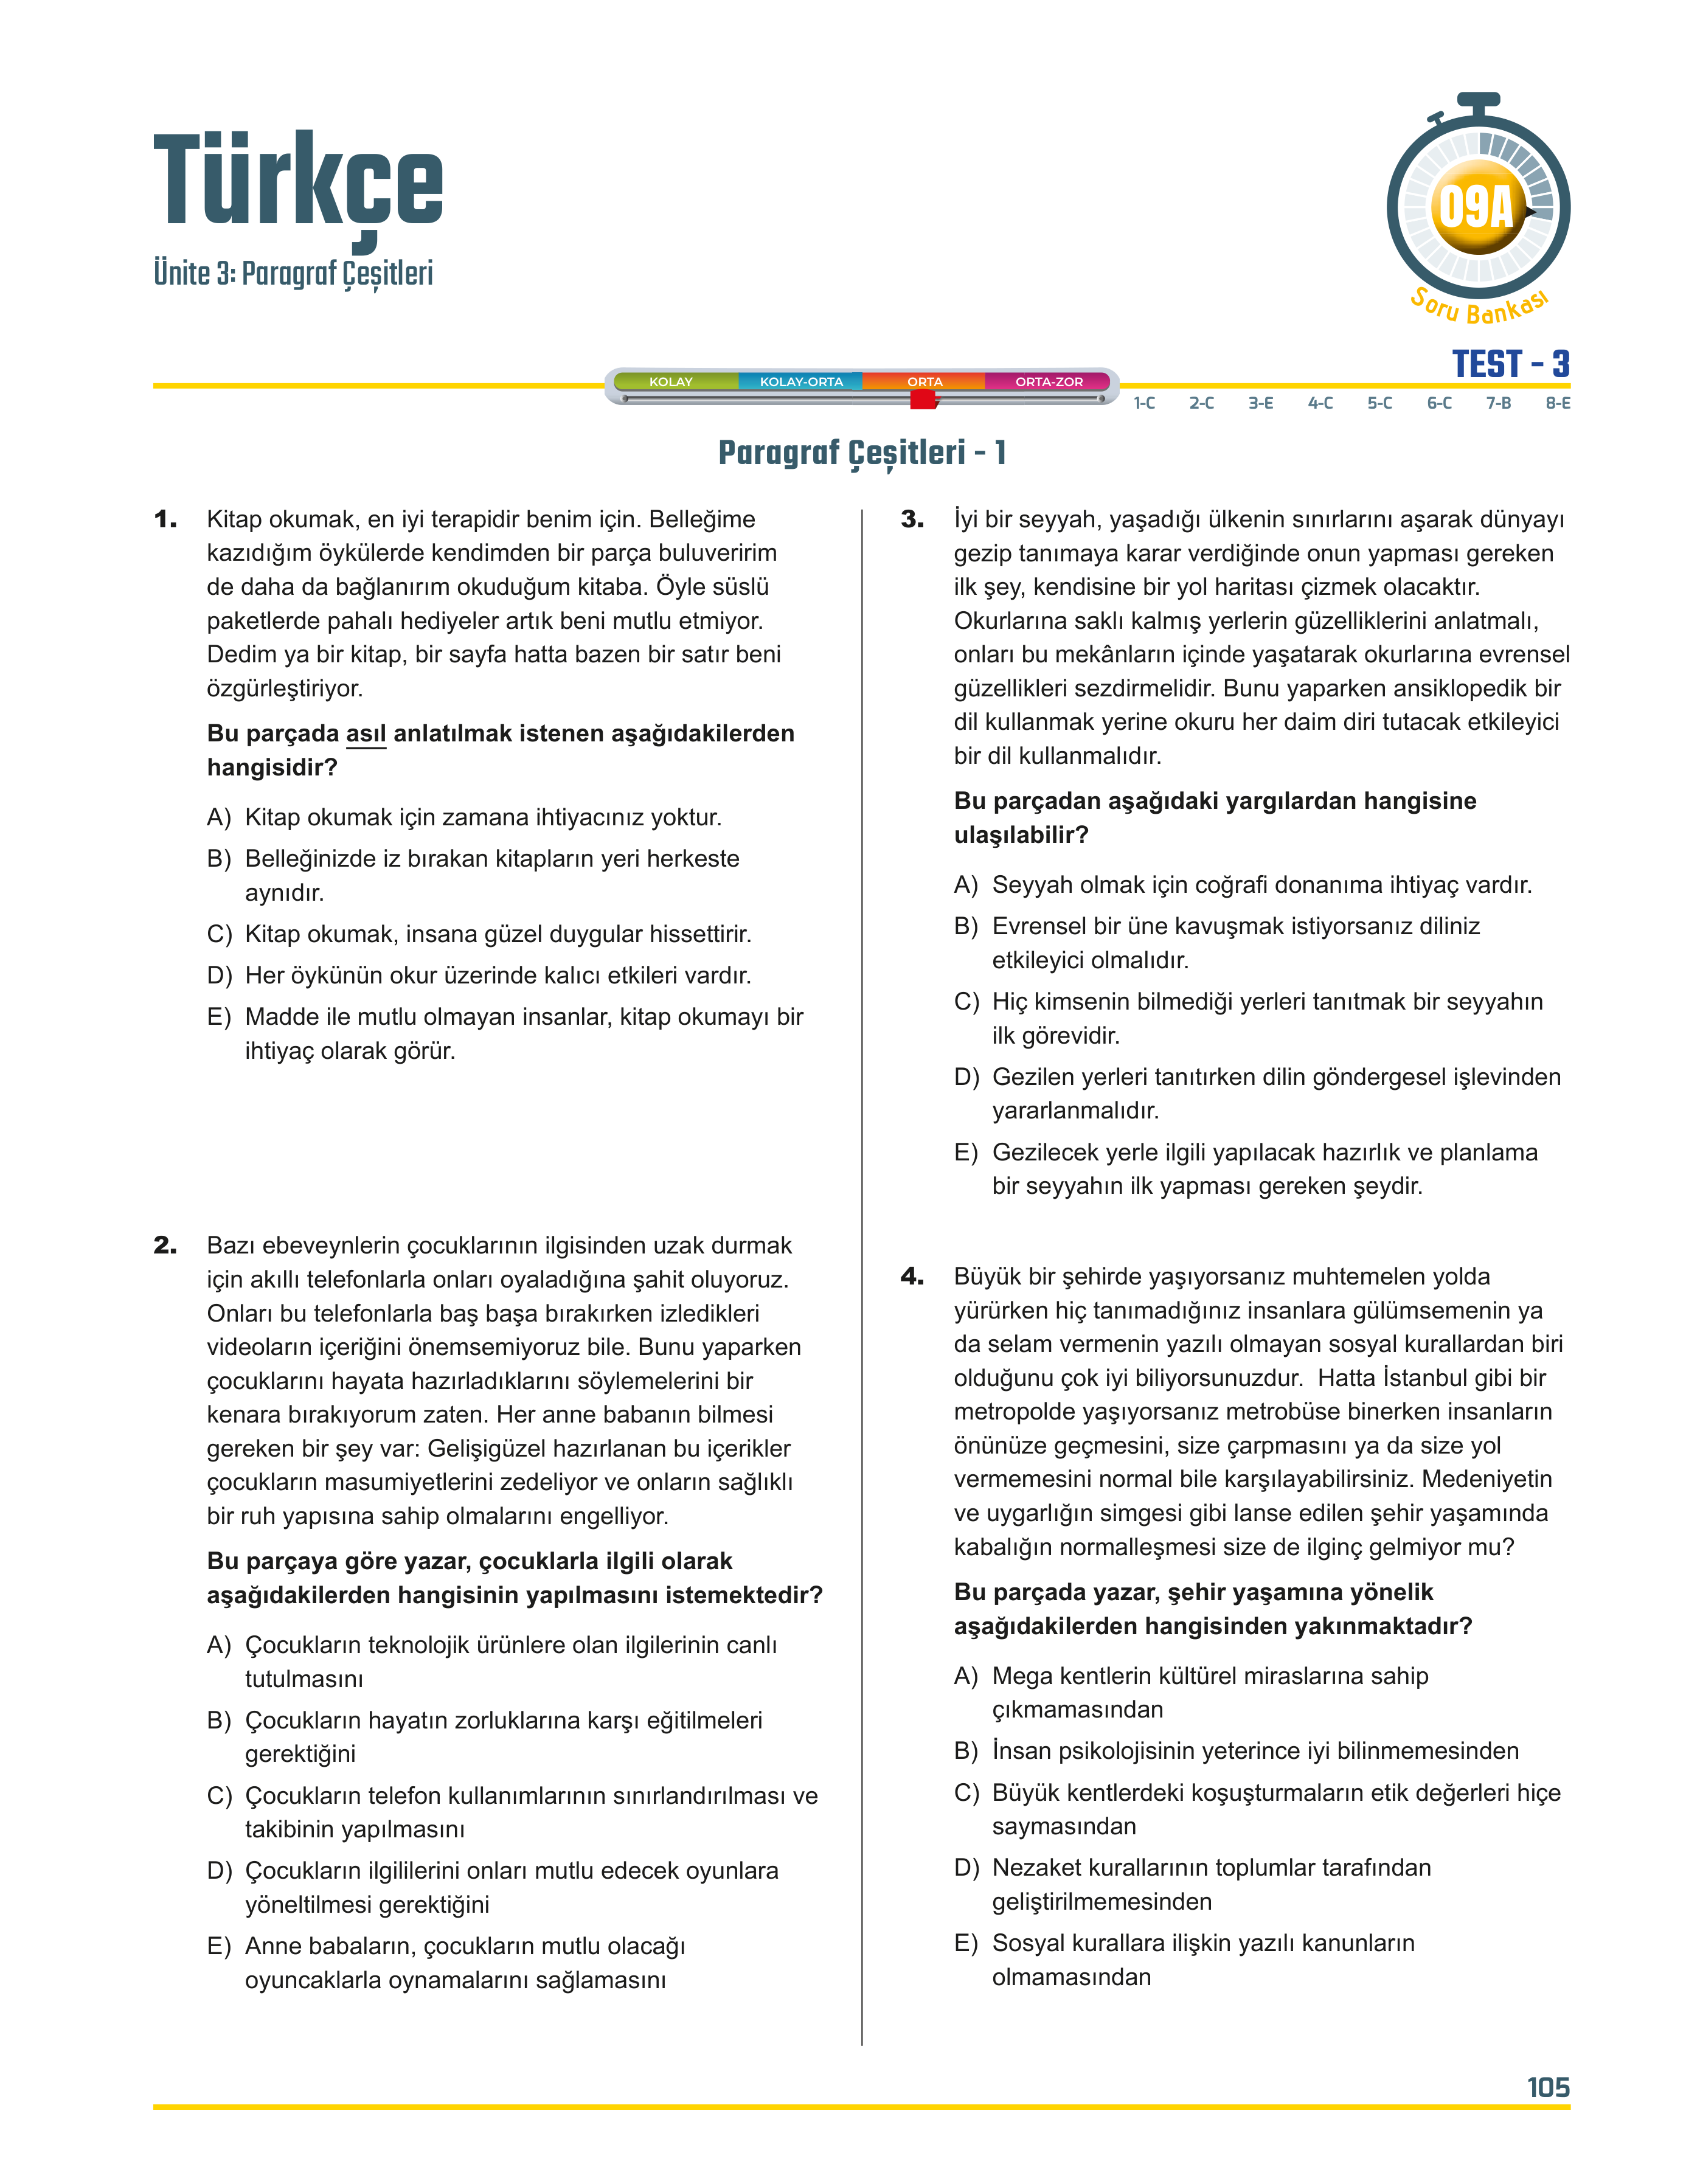 Türkçe
Ünite 3: Paragraf Çeşitleri
09A
Soru Bankası
TEST - 3
KOLAY KOLAY-ORTA ORTA ORTA-ZOR
1-C 2-C 3-E 4-C 5-C 6-C 7-B 8-E
Paragraf Çeşitleri - 1
1. Kitap okumak, en iyi terapidir benim için. Belleğime
kazıdığım öykülerde kendimden bir parça buluveririm
de daha da bağlanırım okuduğum kitaba. Öyle süslü
paketlerde pahalı hediyeler artık beni mutlu etmiyor.
Dedim ya bir kitap, bir sayfa hatta bazen bir satır beni
özgürleştiriyor.
Bu parçada asıl anlatılmak istenen aşağıdakilerden
hangisidir?
A) Kitap okumak için zamana ihtiyacınız yoktur.
B) Belleğinizde iz bırakan kitapların yeri herkeste
aynıdır.
C) Kitap okumak, insana güzel duygular hissettirir.
D) Her öykünün okur üzerinde kalıcı etkileri vardır.
E) Madde ile mutlu olmayan insanlar, kitap okumayı bir
ihtiyaç olarak görür.
2. Bazı ebeveynlerin çocuklarının ilgisinden uzak durmak
için akıllı telefonlarla onları oyaladığına şahit oluyoruz.
Onları bu telefonlarla baş başa bırakırken izledikleri
videoların içeriğini önemsemiyoruz bile. Bunu yaparken
çocuklarını hayata hazırladıklarını söylemelerini bir
kenara bırakıyorum zaten. Her anne babanın bilmesi
gereken bir şey var: Gelişigüzel hazırlanan bu içerikler
çocukların masumiyetlerini zedeliyor ve onların sağlıklı
bir ruh yapısına sahip olmalarını engelliyor.
Bu parçaya göre yazar, çocuklarla ilgili olarak
aşağıdakilerden hangisinin yapılmasını istemektedir?
A) Çocukların teknolojik ürünlere olan ilgilerinin canlı
tutulmasını
B) Çocukların hayatın zorluklarına karşı eğitilmeleri
gerektiğini
C) Çocukların telefon kullanımlarının sınırlandırılması ve
takibinin yapılmasını
D) Çocukların ilgililerini onları mutlu edecek oyunlara
yöneltilmesi gerektiğini
E) Anne babaların, çocukların mutlu olacağı
oyuncaklarla oynamalarını sağlamasını
3. İyi bir seyyah, yaşadığı ülkenin sınırlarını aşarak dünyayı
gezip tanımaya karar verdiğinde onun yapması gereken
ilk şey, kendisine bir yol haritası çizmek olacaktır.
Okurlarına saklı kalmış yerlerin güzelliklerini anlatmalı,
onları bu mekânların içinde yaşatarak okurlarına evrensel
güzellikleri sezdirmelidir. Bunu yaparken ansiklopedik bir
dil kullanmak yerine okuru her daim diri tutacak etkileyici
bir dil kullanmalıdır.
Bu parçadan aşağıdaki yargılardan hangisine
ulaşılabilir?
A) Seyyah olmak için coğrafi donanıma ihtiyaç vardır.
B) Evrensel bir üne kavuşmak istiyorsanız diliniz
etkileyici olmalıdır.
C) Hiç kimsenin bilmediği yerleri tanıtmak bir seyyahın
ilk görevidir.
D) Gezilen yerleri tanıtırken dilin göndergesel işlevinden
yararlanmalıdır.
E) Gezilecek yerle ilgili yapılacak hazırlık ve planlama
bir seyyahın ilk yapması gereken şeydir.
4. Büyük bir şehirde yaşıyorsanız muhtemelen yolda
yürürken hiç tanımadığınız insanlara gülümsemenin ya
da selam vermenin yazılı olmayan sosyal kurallardan biri
olduğunu çok iyi biliyorsunuzdur. Hatta İstanbul gibi bir
metropolde yaşıyorsanız metrobüse binerken insanların
önünüze geçmesini, size çarpmasını ya da size yol
vermemesini normal bile karşılayabilirsiniz. Medeniyetin
ve uygarlığın simgesi gibi lanse edilen şehir yaşamında
kabalığın normalleşmesi size de ilginç gelmiyor mu?
Bu parçada yazar, şehir yaşamına yönelik
aşağıdakilerden hangisinden yakınmaktadır?
A) Mega kentlerin kültürel miraslarına sahip
çıkmamasından
B) İnsan psikolojisinin yeterince iyi bilinmemesinden
C) Büyük kentlerdeki koşuşturmaların etik değerleri hiçe
saymasından
D) Nezaket kurallarının toplumlar tarafından
geliştirilmemesinden
E) Sosyal kurallara ilişkin yazılı kanunların
olmamasından
105